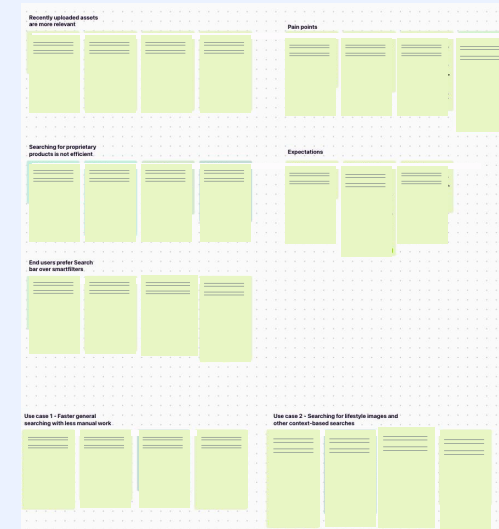 Recently uploaded assets
are more relevant
Pain points
Searching for proprietary
products is not efficient
Expectations
End users prefer Search
bar over smartfilters
Use case 1 - Faster general
searching with less manual work
Use case 2 - Searching for lifestyle images and
other context-based searches